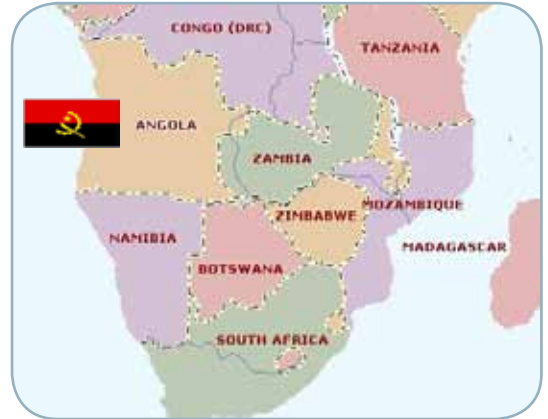 CONGO (DRC)
TANZANIA
ANGOLA
ZAMBIA
ZIMBABWE
MOZAMBIQUE
NAMIBIA
MADAGASCAR
BOTSWANA
SOUTH AFRICA